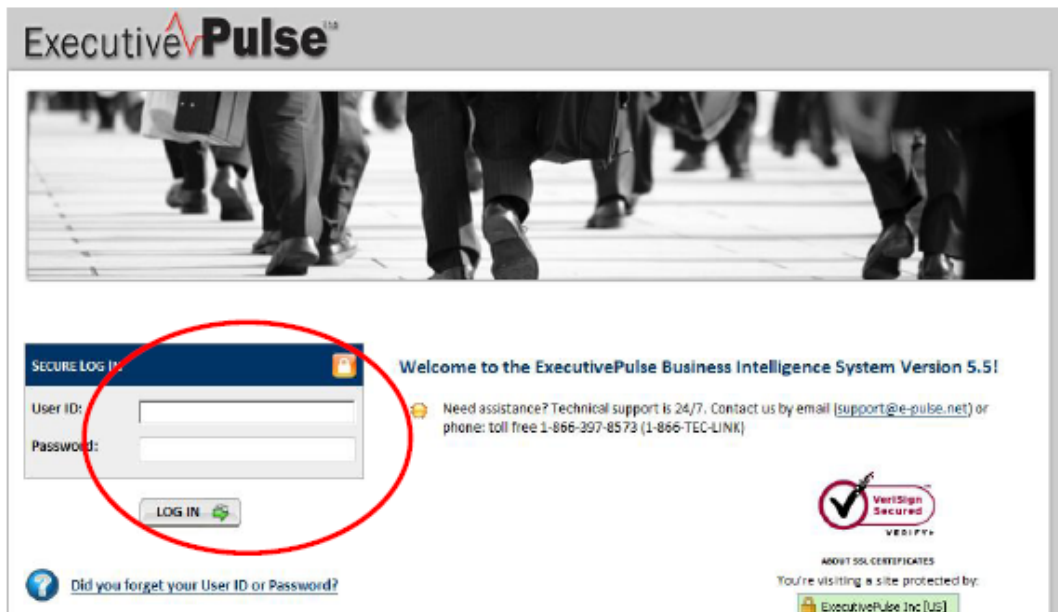 ExecutivePulse
SECURE LOG IN
User ID:
Password:
LOG IN
Did you forget your User ID or Password?
Welcome to the ExecutivePulse Business Intelligence System Version 5.5!
Need assistance? Technical support is 24/7. Contact us by email (support@e-pulse.net) or
phone: toll free 1-866-397-8573 (1-866-TEC-LINK)
VeriSign
Secured
VERIFY
ABOUT SSL CERTIFICATES
You're visiting a site protected by:
ExecutivePulse Inc [US]